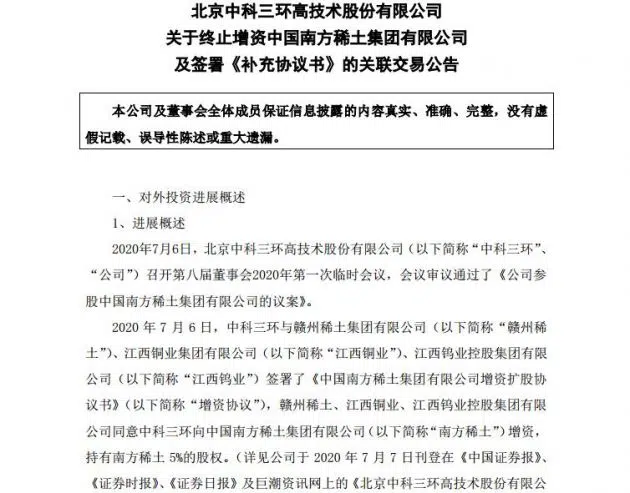 北京中科三环高技术股份有限公司
关于终止增资中国南方稀土集团有限公司
及签署《补充协议书》的关联交易公告
本公司及董事会全体成员保证信息披露的内容真实、准确、完整，没有虚
假记载、误导性陈述或重大遗漏。
一、对外投资进展概述
1、进展概述
2020年7月6日，北京中科三环高技术股份有限公司（以下简称“中科三环”、
“公司”）召开第八届董事会2020年第一次临时会议，会议审议通过了《公司参
股中国南方稀土集团有限公司的议案》。
2020 年 7 月 6 日，中科三环与赣州稀土集团有限公司（以下简称“赣州稀
土”）、江西铜业集团有限公司（以下简称“江西铜业”）、江西钨业控股集团有限
公司（以下简称“江西钨业”）签署了《中国南方稀土集团有限公司增资扩股协
议书》（以下简称“增资协议”），赣州稀土、江西铜业、江西钨业控股集团有限
公司同意中科三环向中国南方稀土集团有限公司（以下简称“南方稀土”）增资，
持有南方稀土 5%的股权。（详见公司于 2020 年 7 月 7 日刊登在《中国证券报》、
《证券时报》、《证券日报》及巨潮资讯网上的《北京中科三环高技术股份有限公